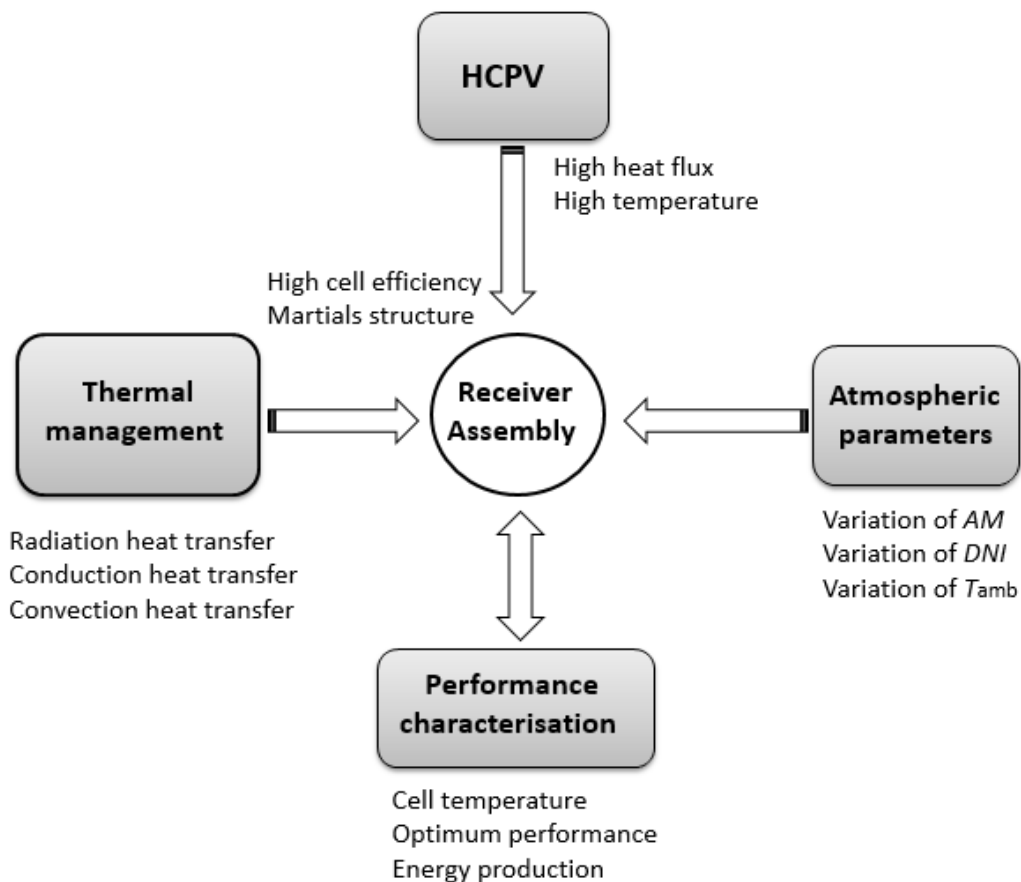 HCPV
High heat flux
High temperature
High cell efficiency
Martials structure
Thermal
management
Receiver
Assembly
Atmospheric
parameters
Radiation heat transfer
Conduction heat transfer
Convection heat transfer
Variation of AM
Variation of DNI
Variation of Tamb
Performance
characterisation
Cell temperature
Optimum performance
Energy production